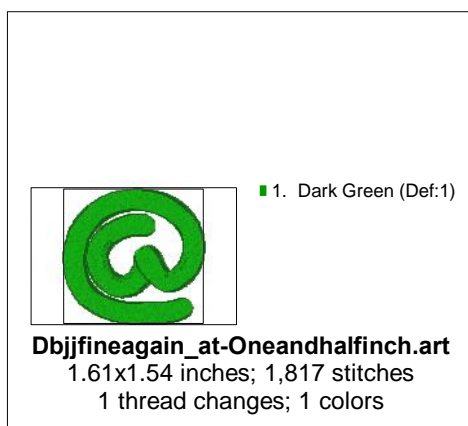 1. Dark Green (Def:1)
@
Dbjjfineagain_at-Oneandhalfinch.art
1.61x1.54 inches; 1,817 stitches
1 thread changes; 1 colors